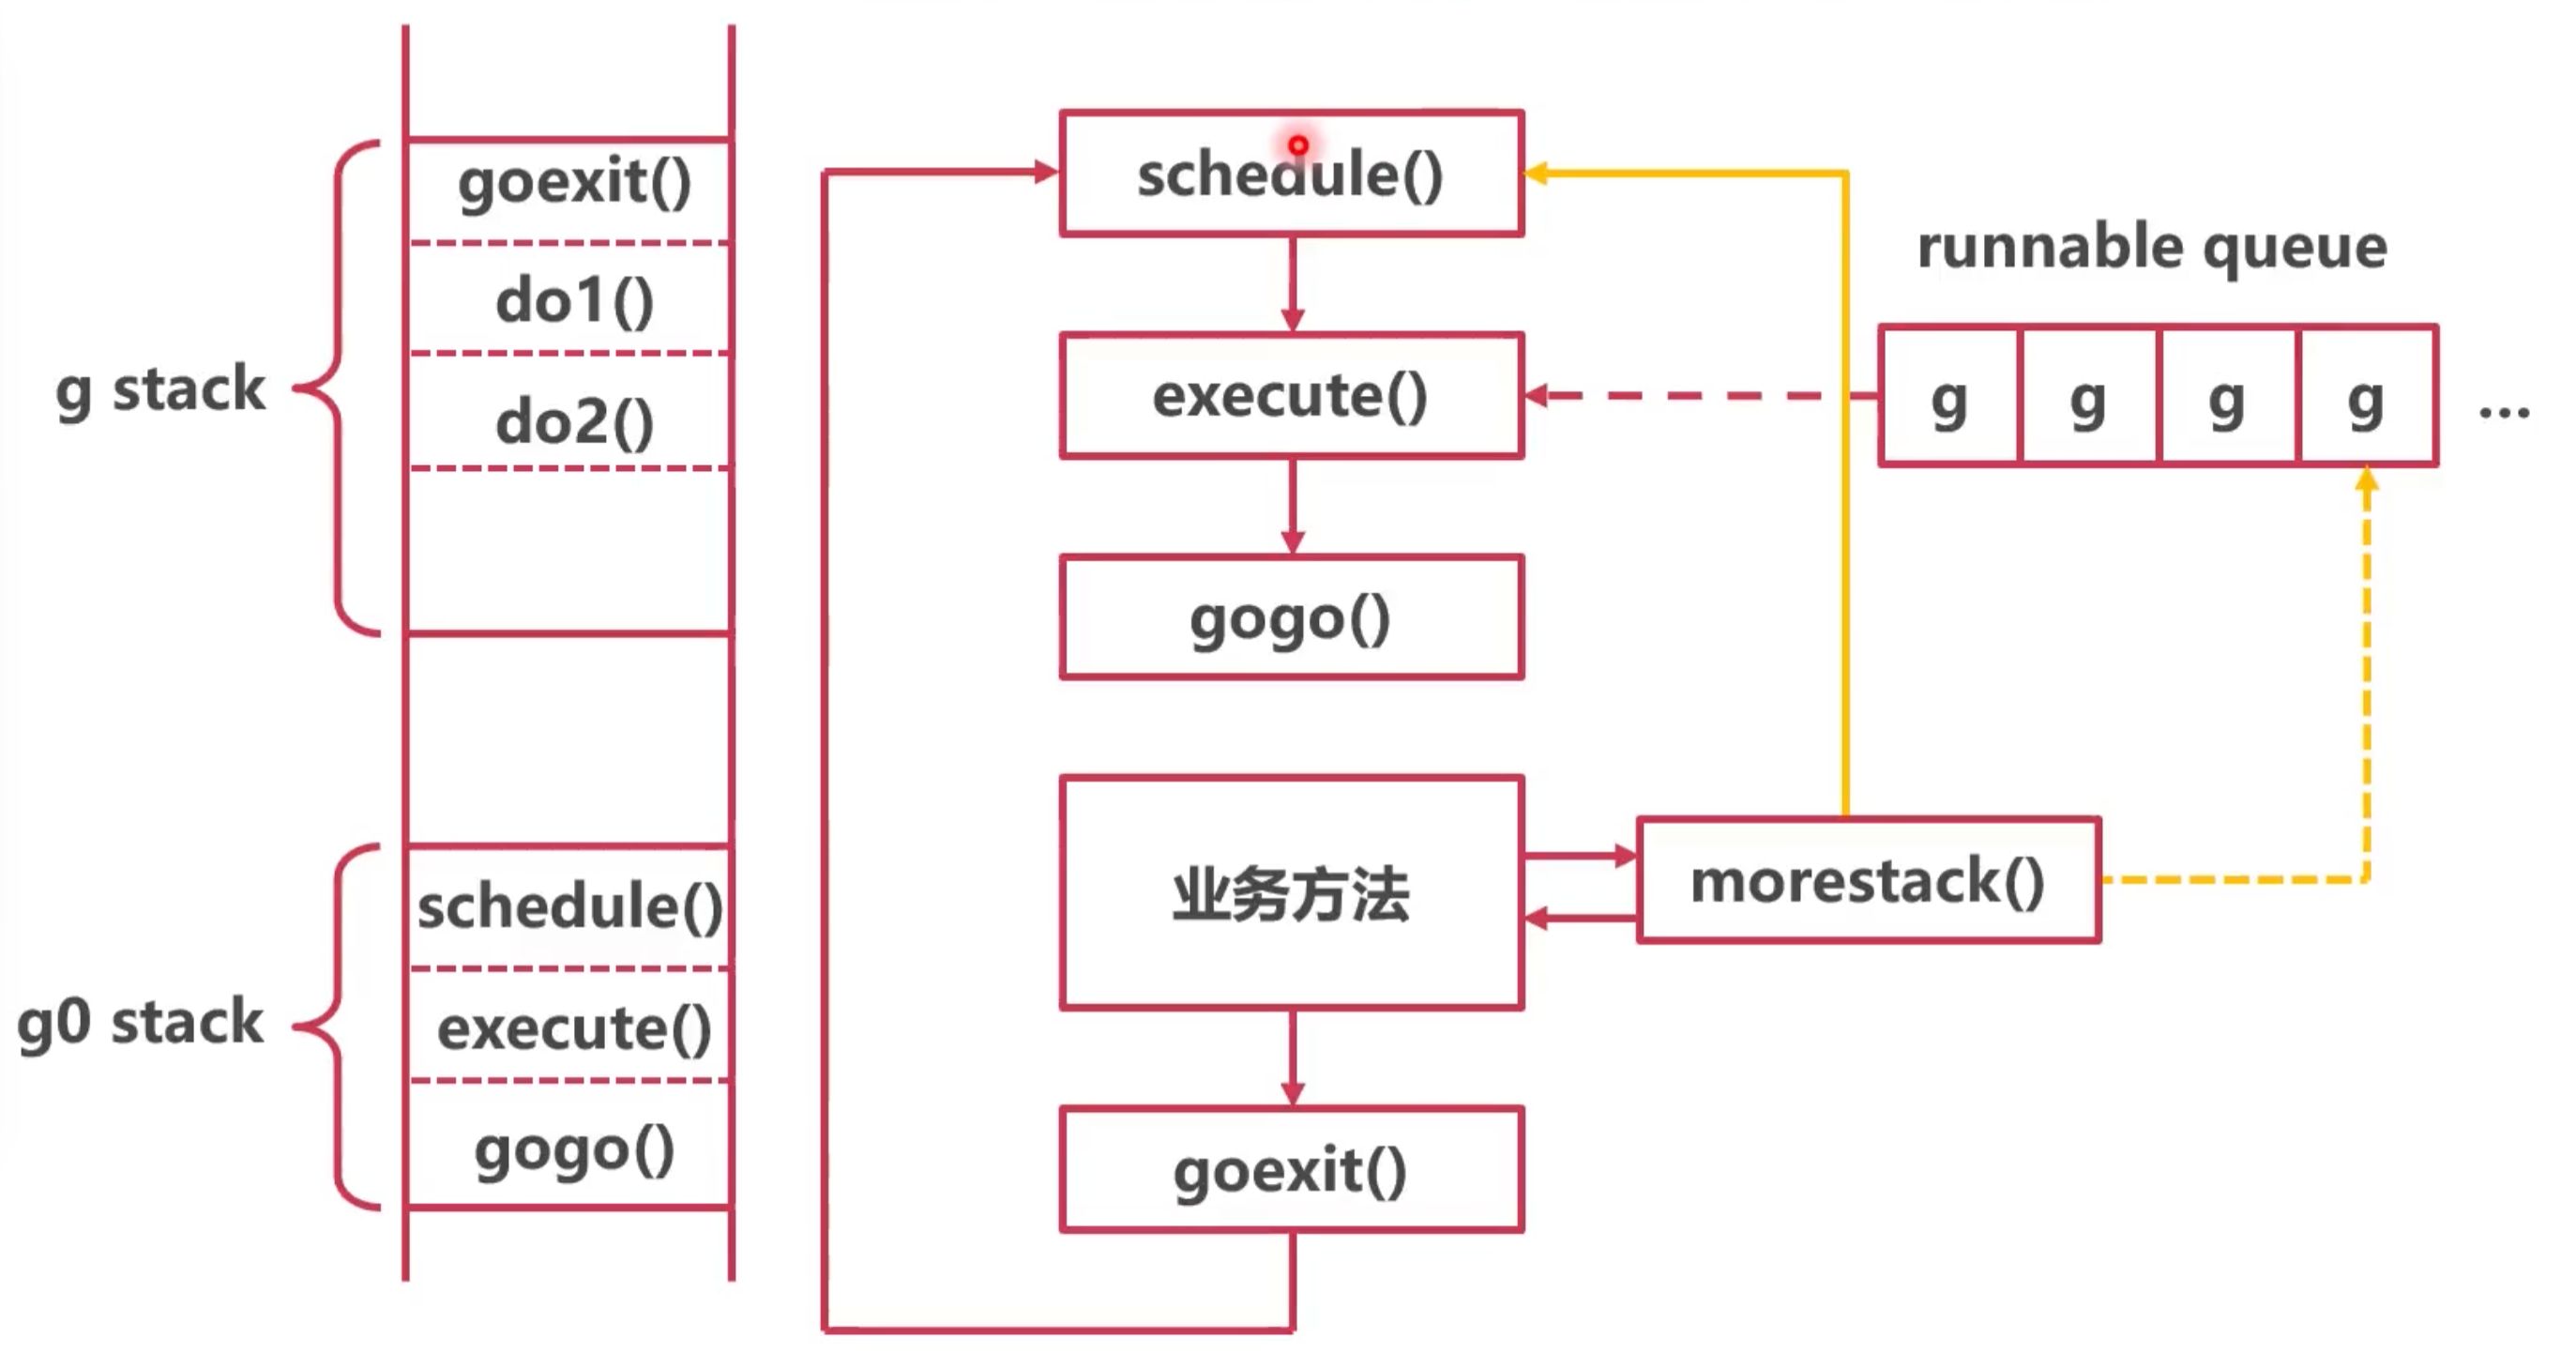 g stack
goexit()
do1()
do2()
g0 stack
schedule()
execute()
gogo()
schedule()
execute()
gogo()
业务方法
goexit()
morestack()
runnable queue
g g g g ...